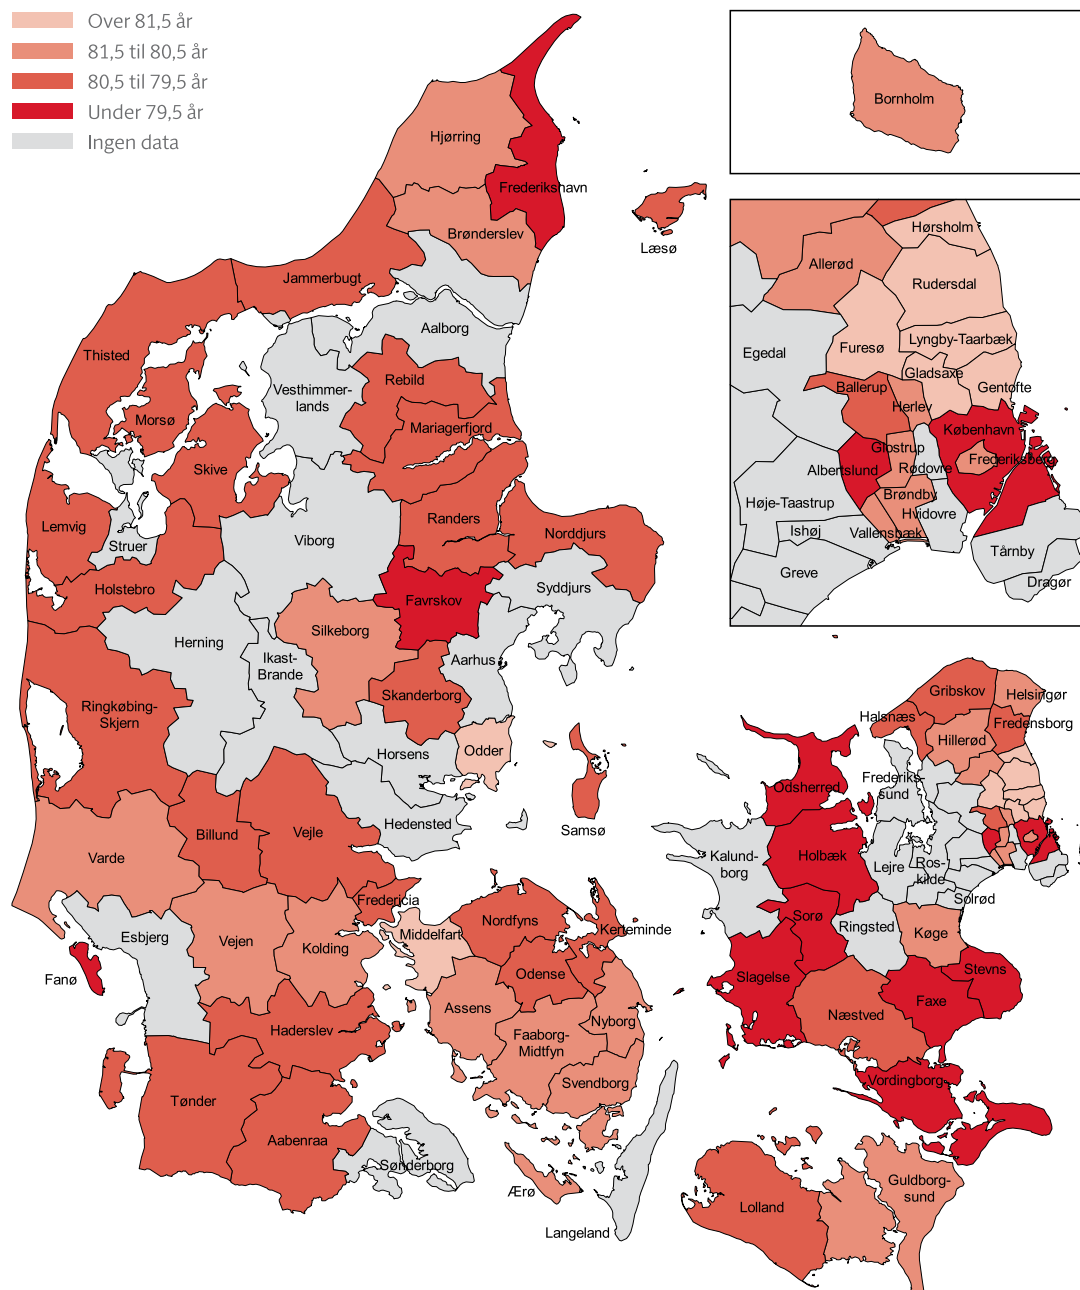 Over 81,5 år
81,5 til 80,5 år
80,5 til 79,5 år
Under 79,5 år
Ingen data
Bornholm
Hjørring
Frederikshavn
Brønderslev
Læsø
Jammerbugt
Aalborg
Thisted
Vesthimmer-
lands
Rebild
Morsø
Mariagerfjord
Skive
Lemvig
Struer
Viborg
Randers
Norddjurs
Holstebro
Favrskov
Syddjurs
Herning
Silkeborg
Ikast-
Brande
Aarhus
Skanderborg
Ringkøbing-
Skjern
Horsens
Odder
Samsø
Hedensted
Billund
Vejle
Varde
Fredericia
Esbjerg
Vejen
Kolding
Middelfart
Nordfyns
Kerteminde
Fanø
Odense
Assens
Nyborg
Faaborg-
Midtfyn
Haderslev
Svendborg
Tønder
Aabenraa
Sønderborg
Ærø
Langeland
Hørsholm
Allerød
Rudersdal
Egedal
Furesø
Lyngby-Taarbæk
Gladsaxe
Gentofte
Ballerup
Herlev
København
Glostrup
Frederiksberg
Albertslund
Rødovre
Brøndby
Høje-Taastrup
Hvidovre
Ishøj
Vallensbæk
Tårnby
Greve
Dragør
Gribskov
Helsingør
Halsnæs
Fredensborg
Hillerød
Frederiks-
sund
Odsherred
Kalund-
borg
Holbæk
Lejre
Ros-
kilde
Solrød
Sorø
Ringsted
Køge
Slagelse
Stevns
Faxe
Næstved
Vordingborg
Guldborg-
sund
Lolland